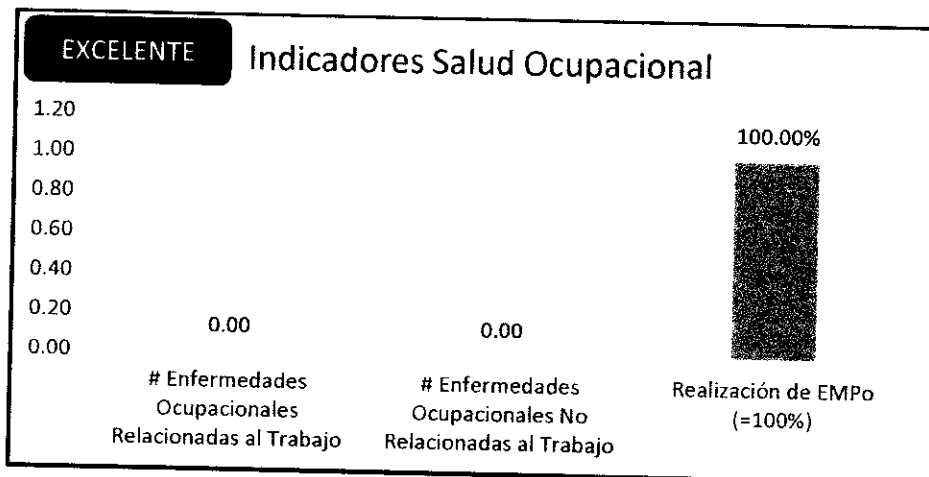 EXCELENTE
Indicadores Salud Ocupacional
1.20
1.00
0.80
0.60
0.40
0.20
0.00
0.00
0.00
100.00%
# Enfermedades
Ocupacionales
Relacionadas al Trabajo
# Enfermedades
Ocupacionales No
Relacionadas al Trabajo
Realización de EMPo
(=100%)